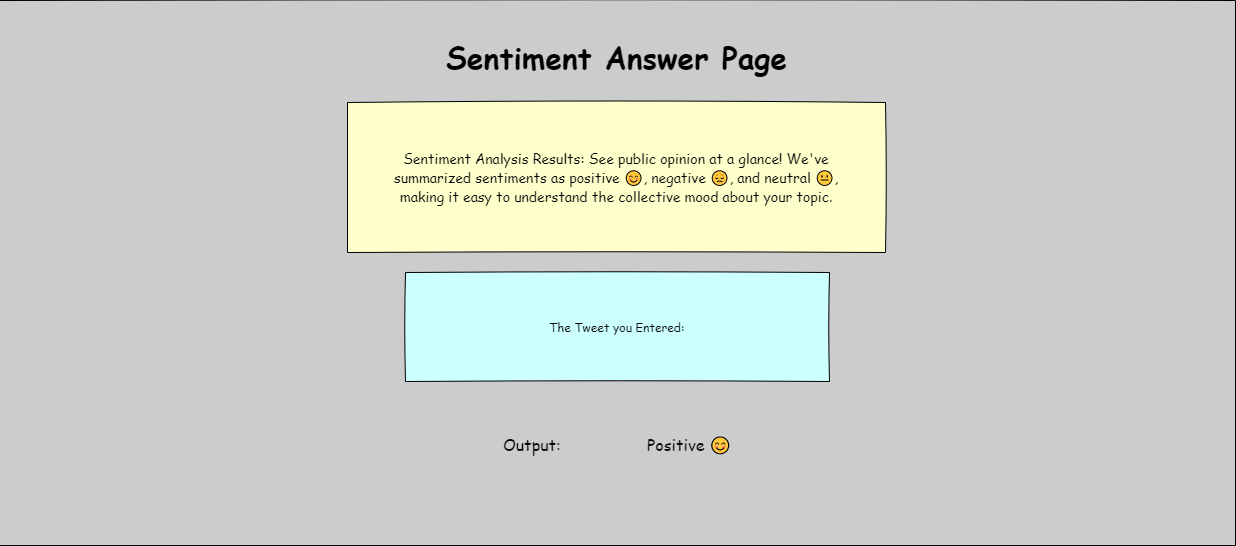 Sentiment Answer Page
Sentiment Analysis Results: See public opinion at a glance! We've
summarized sentiments as positive 😊, negative 😞, and neutral 😐,
making it easy to understand the collective mood about your topic.
The Tweet you Entered:
Output: Positive 😊